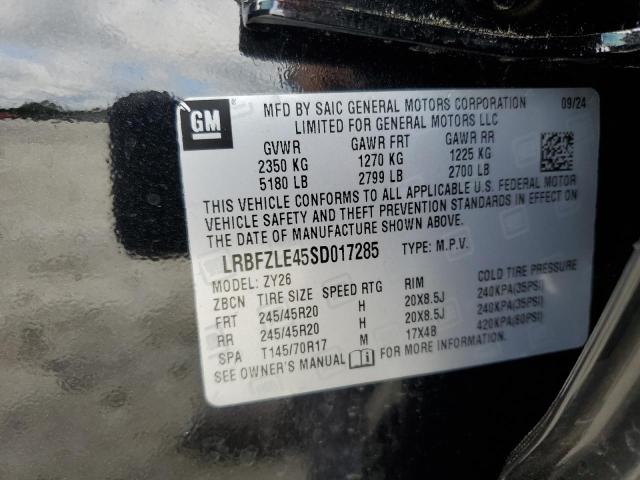 GM
®
MFD BY SAIC GENERAL MOTORS CORPORATION 09/24
LIMITED FOR GENERAL MOTORS LLC
GVWR GAWR FRT GAWR RR
2350 KG 1270 KG 1225 KG
5180 LB 2799 LB 2700 LB
THIS VEHICLE CONFORMS TO ALL APPLICABLE U.S. FEDERAL MOTOR
VEHICLE SAFETY AND THEFT PREVENTION STANDARDS IN EFFECT ON
THE DATE OF MANUFACTURE SHOWN ABOVE.
LRBFZLE45SD017285 TYPE: M.P.V.
MODEL: ZY26
ZBCN TIRE SIZE SPEED RTG RIM COLD TIRE PRESSURE
FRT 245/45R20 H 20X8.5J 240KPA(35PSI)
RR 245/45R20 H 20X8.5J 240KPA(35PSI)
SPA T145/70R17 M 17X4B 420KPA(60PSI)
SEE OWNER'S MANUAL FOR MORE INFORMATION.